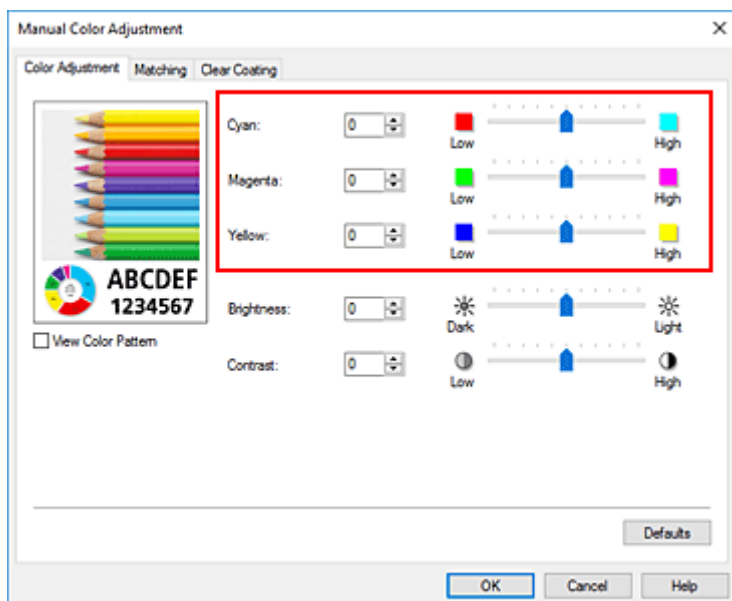 Manual Color Adjustment
Color Adjustment Matching Clear Coating
Cyan: 0 Low High
Magenta: 0 Low High
Yellow: 0 Low High
ABCDEF
1234567
Brightness: 0 Dark Light
View Color Pattern
Contrast: 0 Low High
Defaults
OK Cancel Help